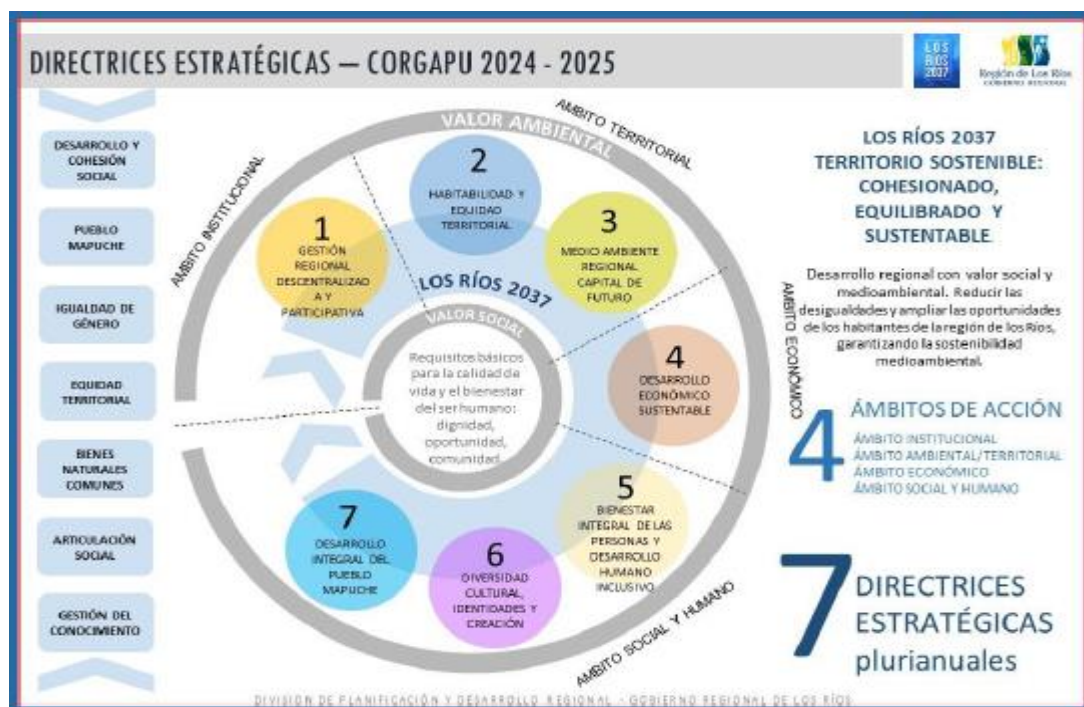 DIRECTRICES ESTRATÉGICAS – CORGAPU 2024 - 2025
LOS
RÍOS
2037
Región de Los Ríos
GOBIERNO REGIONAL
DESARROLLO Y
COHESIÓN
SOCIAL
PUEBLO
MAPUCHE
IGUALDAD DE
GÉNERO
EQUIDAD
TERRITORIAL
BIENES
NATURALES
COMUNES
ARTICULACIÓN
SOCIAL
GESTIÓN DEL
CONOCIMIENTO
ÁMBITO INSTITUCIONAL
VALOR AMBIENTAL
ÁMBITO TERRITORIAL
1
GESTIÓN
REGIONAL
DESCENTRALIZAD
A Y
PARTICIPATIVA
2
HABITABILIDAD Y
EQUIDAD
TERRITORIAL
3
MEDIO AMBIENTE
REGIONAL
CAPITAL DE
FUTURO
LOS RÍOS 2037
VALOR SOCIAL
Requisitos básicos
para la calidad de
vida y el bienestar
del ser humano:
dignidad,
oportunidad,
comunidad.
4
DESARROLLO
ECONÓMICO
SUSTENTABLE
ÁMBITO ECONÓMICO
5
BIENESTAR
INTEGRAL DE LAS
PERSONAS Y
DESARROLLO
HUMANO
INCLUSIVO
6
DIVERSIDAD
CULTURAL,
IDENTIDADES Y
CREACIÓN
7
DESARROLLO
INTEGRAL DEL
PUEBLO
MAPUCHE
ÁMBITO SOCIAL Y HUMANO
LOS RÍOS 2037
TERRITORIO SOSTENIBLE:
COHESIONADO,
EQUILIBRADO Y
SUSTENTABLE
Desarrollo regional con valor social y
medioambiental. Reducir las
desigualdades y ampliar las oportunidades
de los habitantes de la región de los Ríos,
garantizando la sostenibilidad
medioambiental.
4 ÁMBITOS DE ACCIÓN
ÁMBITO INSTITUCIONAL
ÁMBITO AMBIENTAL/TERRITORIAL
ÁMBITO ECONÓMICO
ÁMBITO SOCIAL Y HUMANO
7 DIRECTRICES
ESTRATÉGICAS
plurianuales
DIVISIÓN DE PLANIFICACIÓN Y DESARROLLO REGIONAL - GOBIERNO REGIONAL DE LOS RÍOS